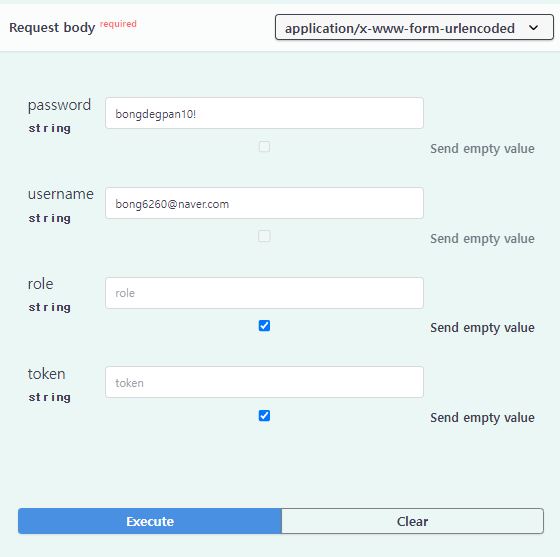 Request body required
application/x-www-form-urlencoded
password
string
bongdegpan10!
Send empty value
username
string
bong6260@naver.com
Send empty value
role
string
role
Send empty value
token
string
token
Send empty value
Execute
Clear